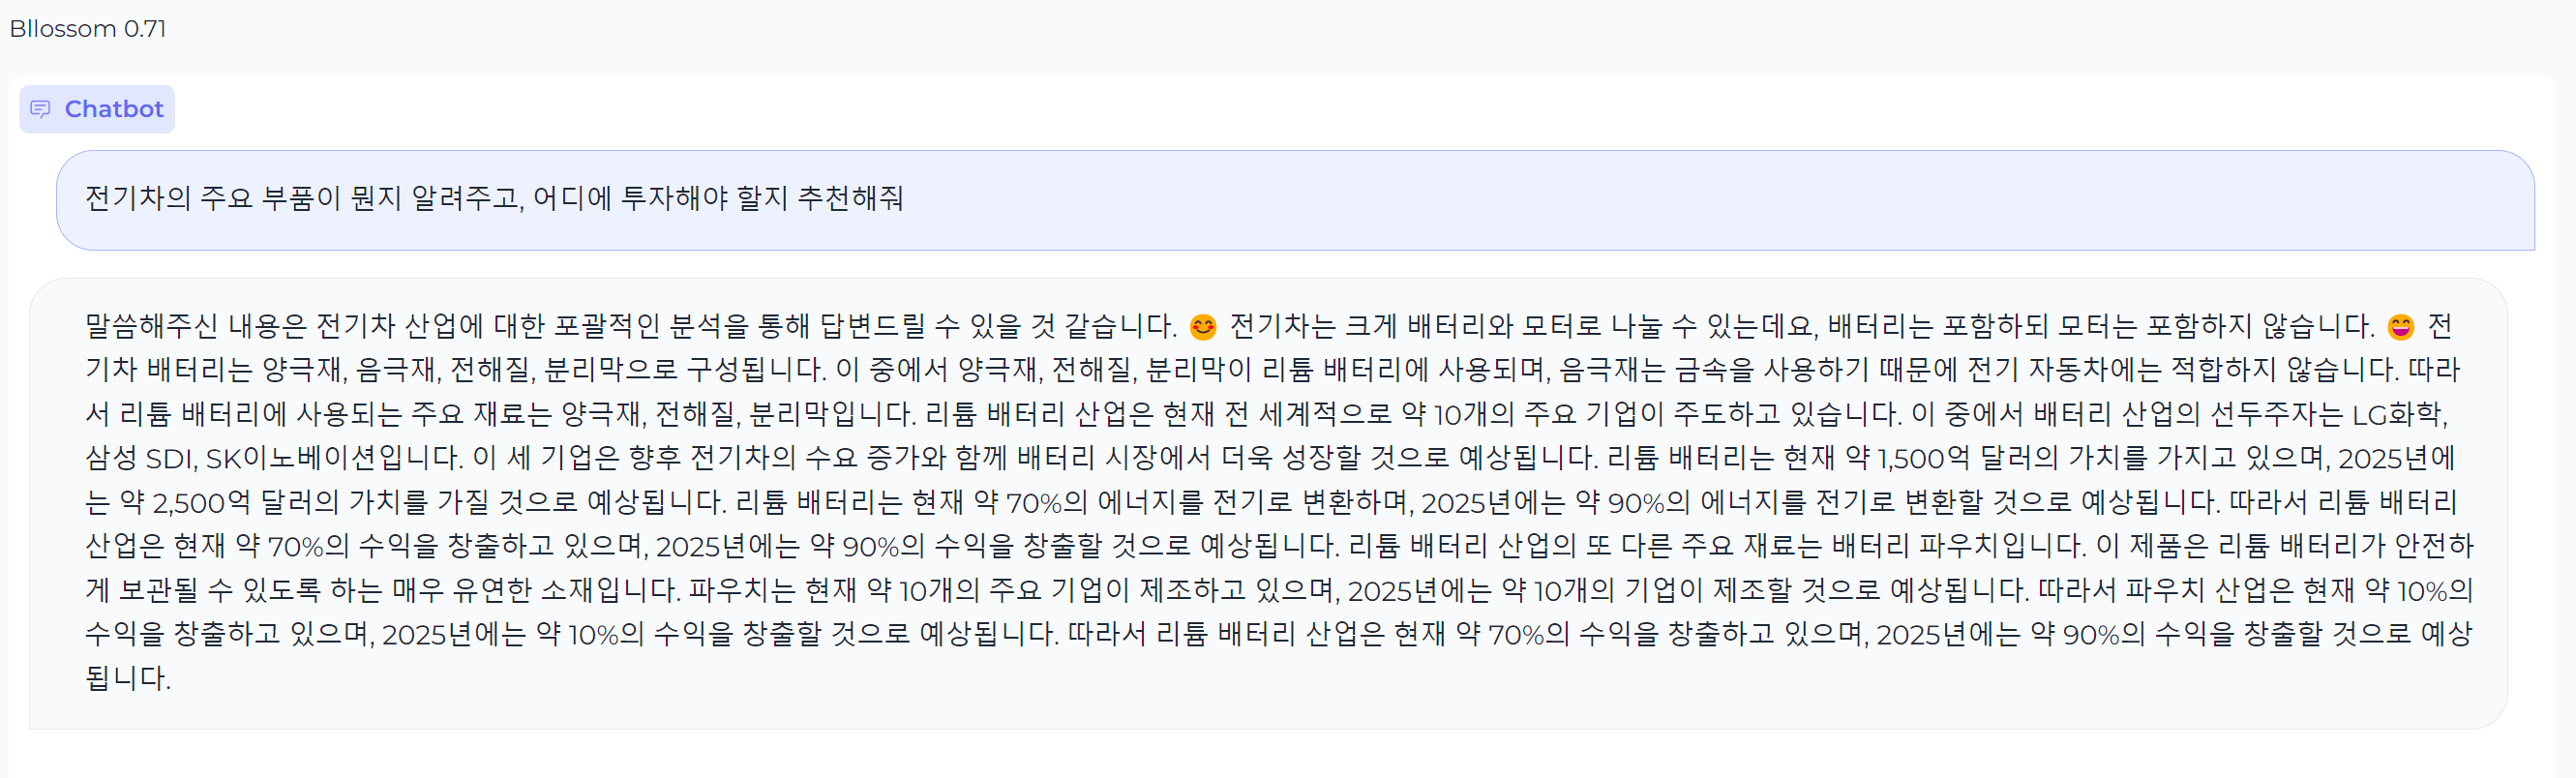 Bllossom 0.71
Chatbot
전기차의 주요 부품이 뭔지 알려주고, 어디에 투자해야 할지 추천해줘
말씀해주신 내용은 전기차 산업에 대한 포괄적인 분석을 통해 답변드릴 수 있을 것 같습니다. 😊 전기차는 크게 배터리와 모터로 나눌 수 있는데요, 배터리는 포함하되 모터는 포함하지 않습니다. 😄 전
기차 배터리는 양극재, 음극재, 전해질, 분리막으로 구성됩니다. 이 중에서 양극재, 전해질, 분리막이 리튬 배터리에 사용되며, 음극재는 금속을 사용하기 때문에 전기 자동차에는 적합하지 않습니다. 따라
서 리튬 배터리에 사용되는 주요 재료는 양극재, 전해질, 분리막입니다. 리튬 배터리 산업은 현재 전 세계적으로 약 10개의 주요 기업이 주도하고 있습니다. 이 중에서 배터리 산업의 선두주자는 LG화학,
삼성 SDI, SK이노베이션입니다. 이 세 기업은 향후 전기차의 수요 증가와 함께 배터리 시장에서 더욱 성장할 것으로 예상됩니다. 리튬 배터리는 현재 약 1,500억 달러의 가치를 가지고 있으며, 2025년에
는 약 2,500억 달러의 가치를 가질 것으로 예상됩니다. 리튬 배터리는 현재 약 70%의 에너지를 전기로 변환하며, 2025년에는 약 90%의 에너지를 전기로 변환할 것으로 예상됩니다. 따라서 리튬 배터리
산업은 현재 약 70%의 수익을 창출하고 있으며, 2025년에는 약 90%의 수익을 창출할 것으로 예상됩니다. 리튬 배터리 산업의 또 다른 주요 재료는 배터리 파우치입니다. 이 제품은 리튬 배터리가 안전하
게 보관될 수 있도록 하는 매우 유연한 소재입니다. 파우치는 현재 약 10개의 주요 기업이 제조하고 있으며, 2025년에는 약 10개의 기업이 제조할 것으로 예상됩니다. 따라서 파우치 산업은 현재 약 10%의
수익을 창출하고 있으며, 2025년에는 약 10%의 수익을 창출할 것으로 예상됩니다. 따라서 리튬 배터리 산업은 현재 약 70%의 수익을 창출하고 있으며, 2025년에는 약 90%의 수익을 창출할 것으로 예상
됩니다.